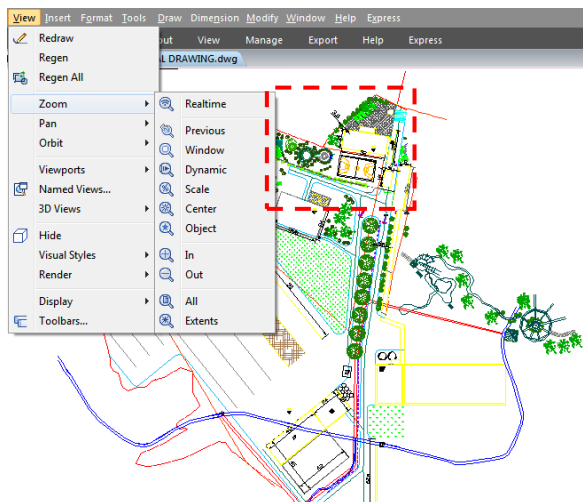 View Insert Format Tools Draw Dimension Modify Window Help Express
out View Manage Export Help Express
AL DRAWING.dwg
Redraw
Regen
Regen All
Zoom
Pan
Orbit
Viewports
Named Views...
3D Views
Hide
Visual Styles
Render
Display
Toolbars...
Realtime
Previous
Window
Dynamic
Scale
Center
Object
In
Out
All
Extents